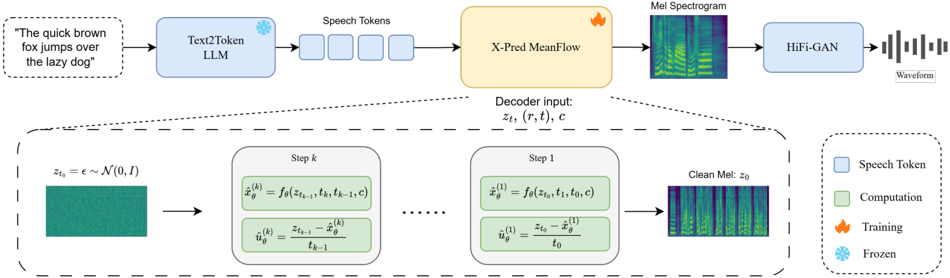 "The quick brown
fox jumps over
the lazy dog"
Text2Token
LLM
Speech Tokens
X-Pred MeanFlow
Mel Spectrogram
HiFi-GAN
Waveform
Decoder input:
z_t, (r, t), c
z_{t_0} = ϵ ∼ 𝒩(0, I)
Step k
x̂_θ^{(k)} = f_θ(z_{t_{k-1}}, t_k, t_{k-1}, c)
û_θ^{(k)} = \frac{z_{t_{k-1}} - x̂_θ^{(k)}}{t_{k-1}}
......
Step 1
x̂_θ^{(1)} = f_θ(z_{t_0}, t_1, t_0, c)
û_θ^{(1)} = \frac{z_{t_0} - x̂_θ^{(1)}}{t_0}
Clean Mel: z_0
Speech Token
Computation
Training
Frozen